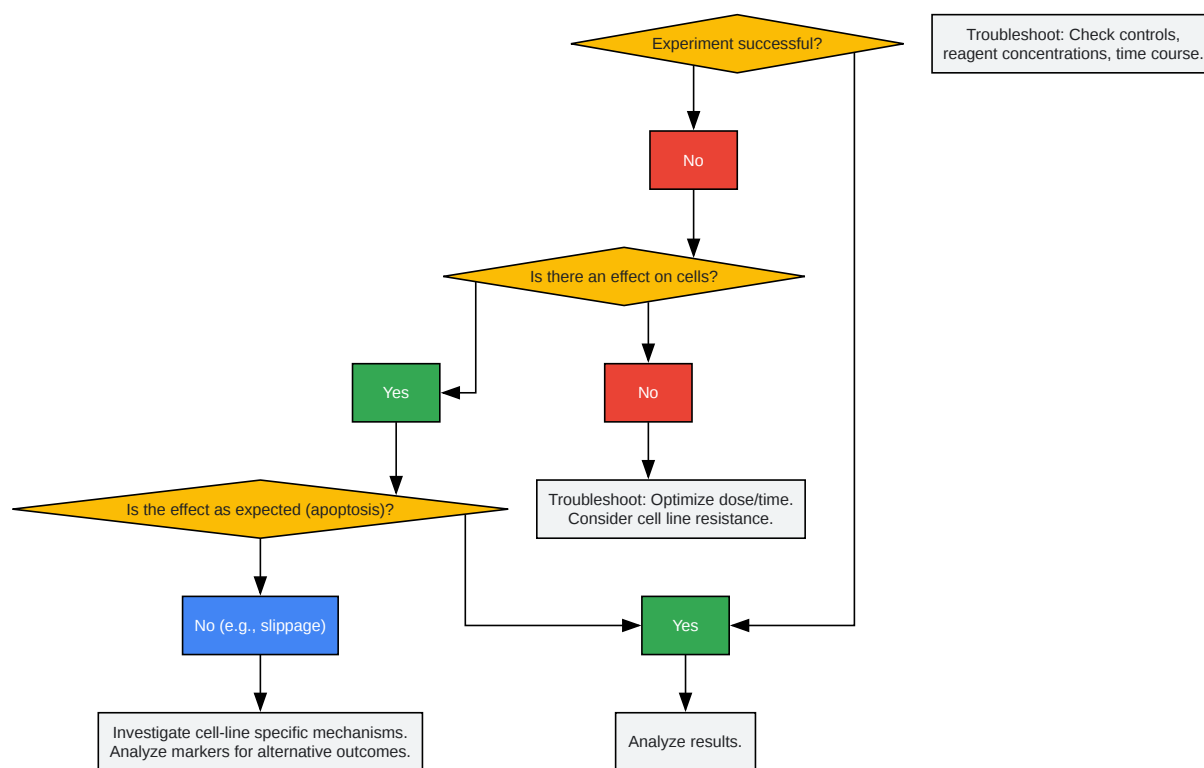 Experiment successful?
Troubleshoot: Check controls,
reagent concentrations, time course.
No
Is there an effect on cells?
Yes
No
Is the effect as expected (apoptosis)?
Troubleshoot: Optimize dose/time.
Consider cell line resistance.
No (e.g., slippage)
Yes
Investigate cell-line specific mechanisms.
Analyze markers for alternative outcomes.
Analyze results.